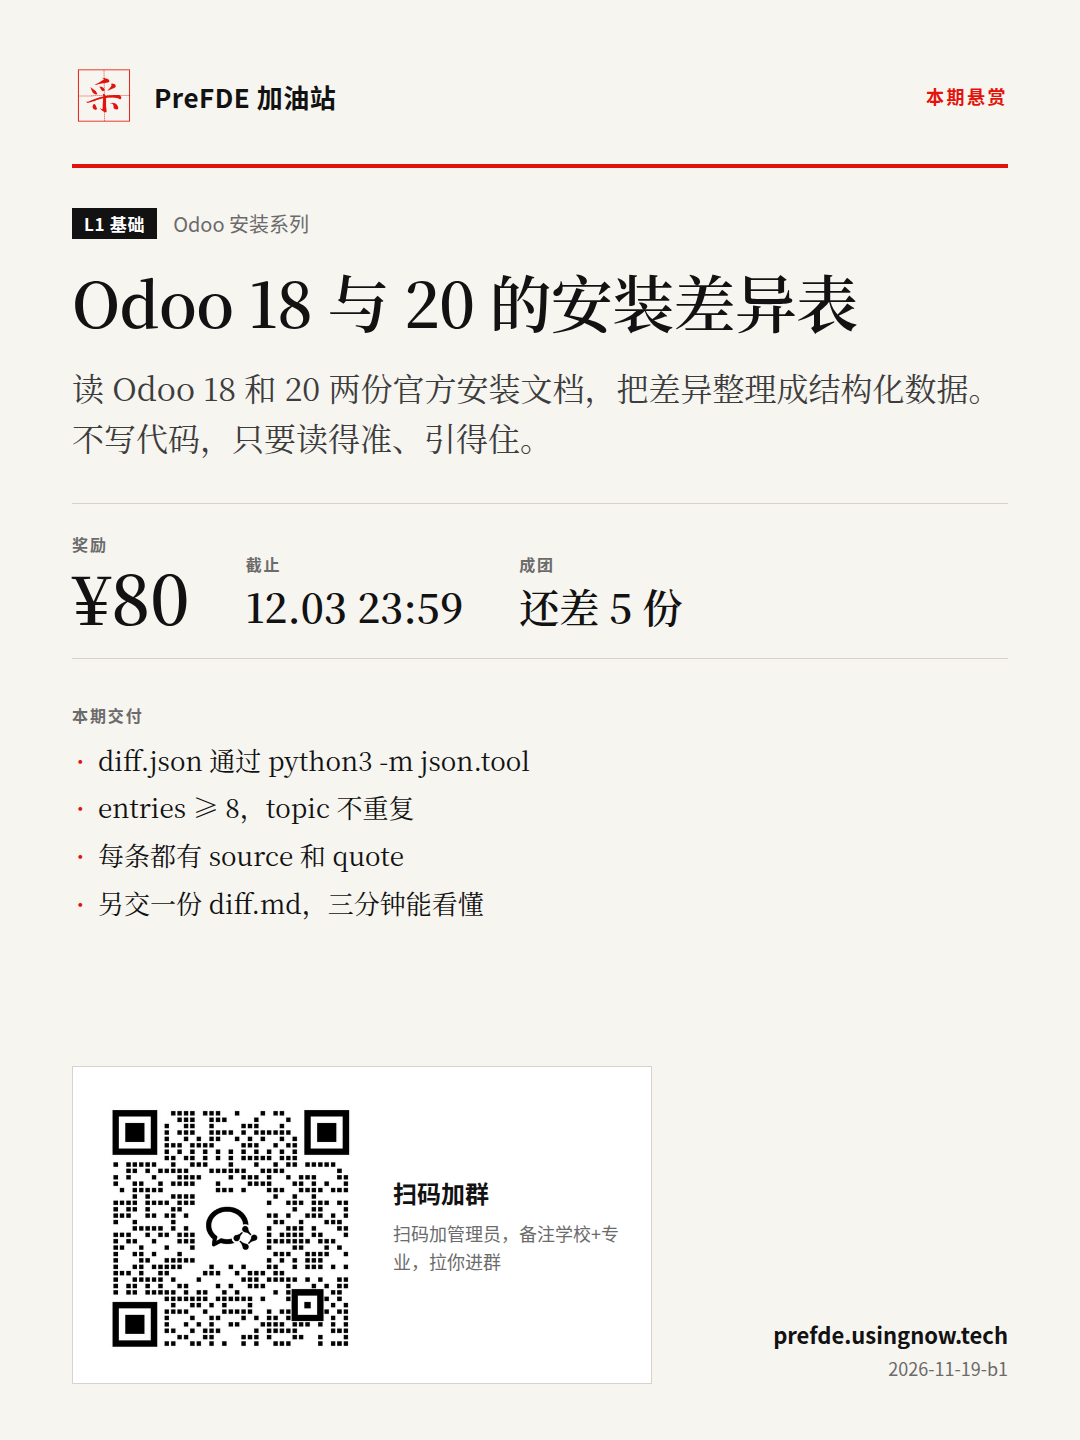 采
PreFDE 加油站
本期悬赏
L1 基础
Odoo 安装系列
Odoo 18 与 20 的安装差异表
读 Odoo 18 和 20 两份官方安装文档，把差异整理成结构化数据。
不写代码，只要读得准、引得住。
奖励
¥80
截止
12.03 23:59
成团
还差 5 份
本期交付
· diff.json 通过 python3 -m json.tool
· entries ≥ 8，topic 不重复
· 每条都有 source 和 quote
· 另交一份 diff.md，三分钟能看懂
扫码加群
扫码加管理员，备注学校+专
业，拉你进群
prefde.usingnow.tech
2026-11-19-b1